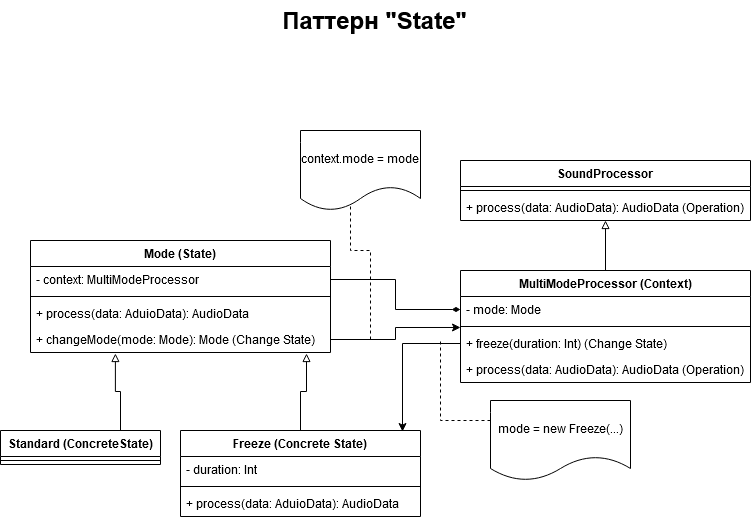 Паттерн "State"
context.mode = mode
SoundProcessor
+ process(data: AudioData): AudioData (Operation)
Mode (State)
- context: MultiModeProcessor
+ process(data: AduioData): AudioData
+ changeMode(mode: Mode): Mode (Change State)
MultiModeProcessor (Context)
- mode: Mode
+ freeze(duration: Int) (Change State)
+ process(data: AudioData): AudioData (Operation)
Standard (ConcreteState)
Freeze (Concrete State)
- duration: Int
+ process(data: AduioData): AudioData
mode = new Freeze(...)